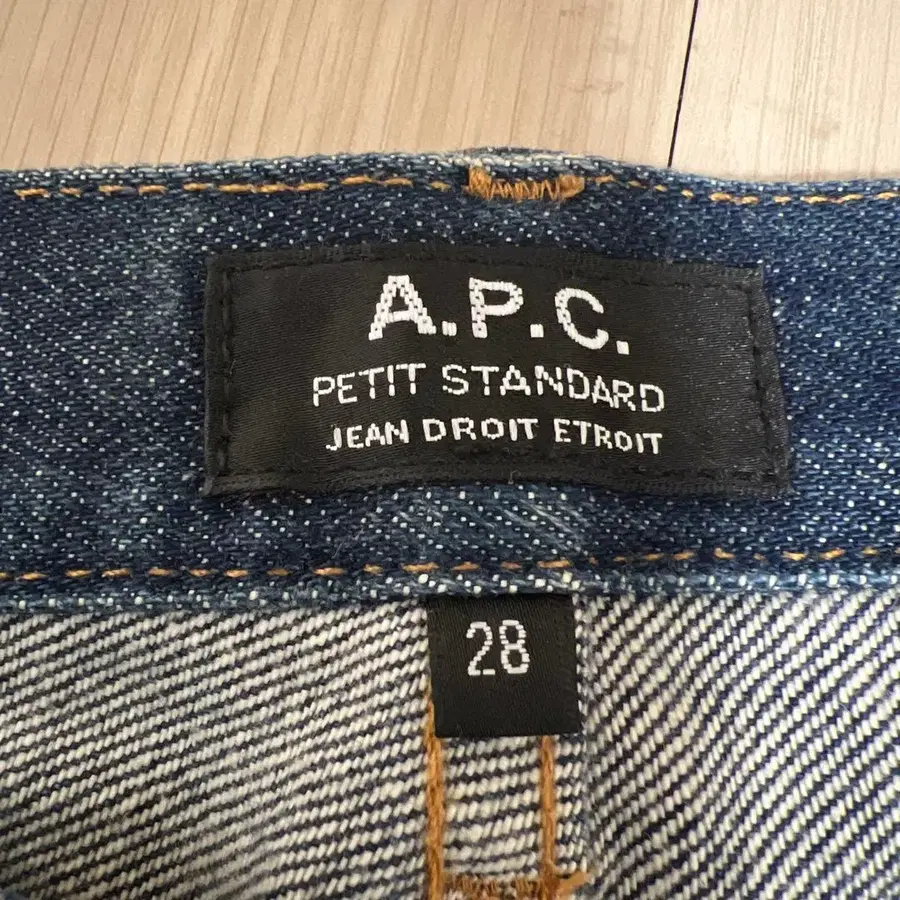 A.P.C.
PETIT STANDARD
JEAN DROIT ETROIT
28